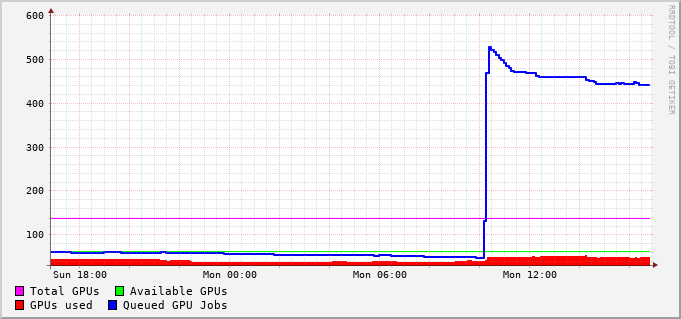 600
500
400
300
200
100
Sun 18:00 Mon 00:00 Mon 06:00 Mon 12:00
Total GPUs Available GPUs
GPUs used Queued GPU Jobs
RRDTOOL / TOBI OETIKER